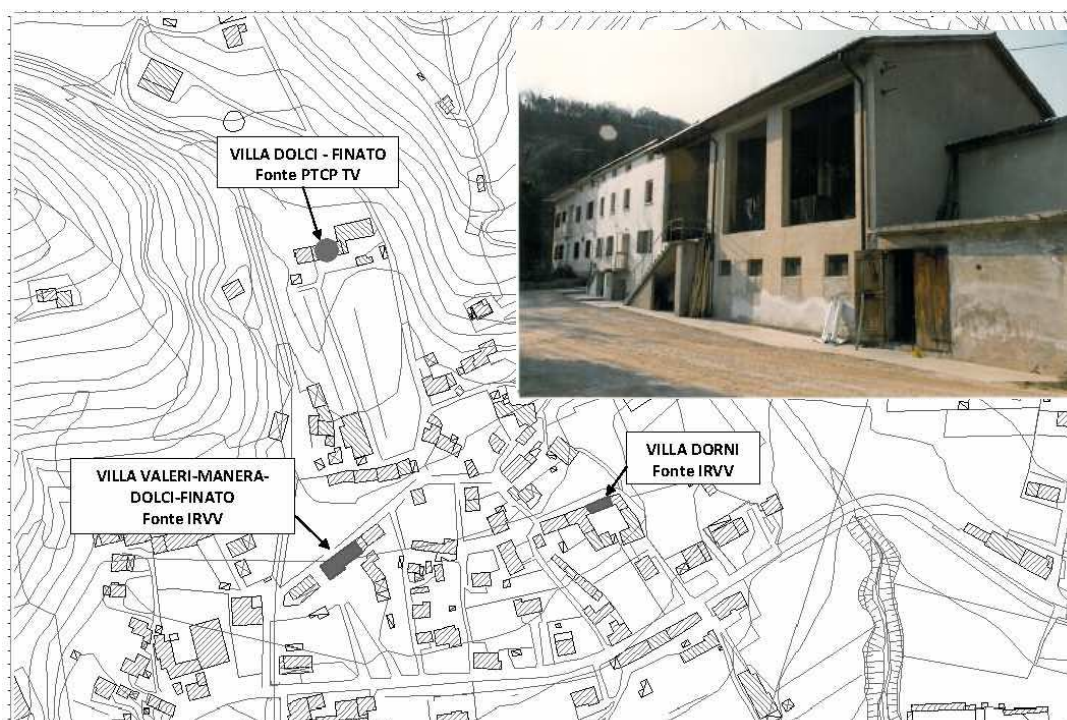 VILLA DOLCI - FINATO
Fonte PTCP TV
VILLA DORNI
Fonte IRVV
VILLA VALERI-MANERA-
DOLCI-FINATO
Fonte IRVV